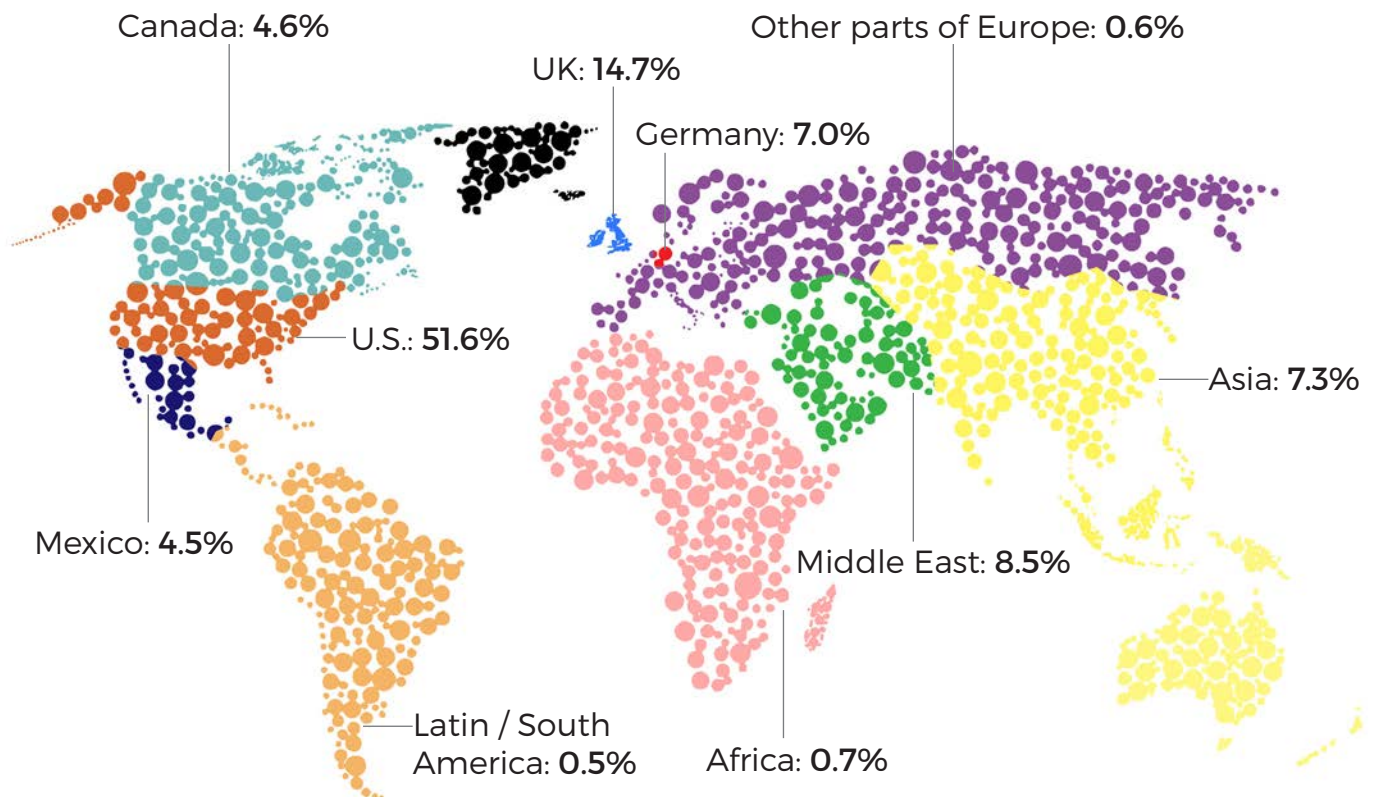 Canada: 4.6%
Other parts of Europe: 0.6%
UK: 14.7%
Germany: 7.0%
U.S.: 51.6%
Asia: 7.3%
Mexico: 4.5%
Middle East: 8.5%
Latin / South
America: 0.5%
Africa: 0.7%